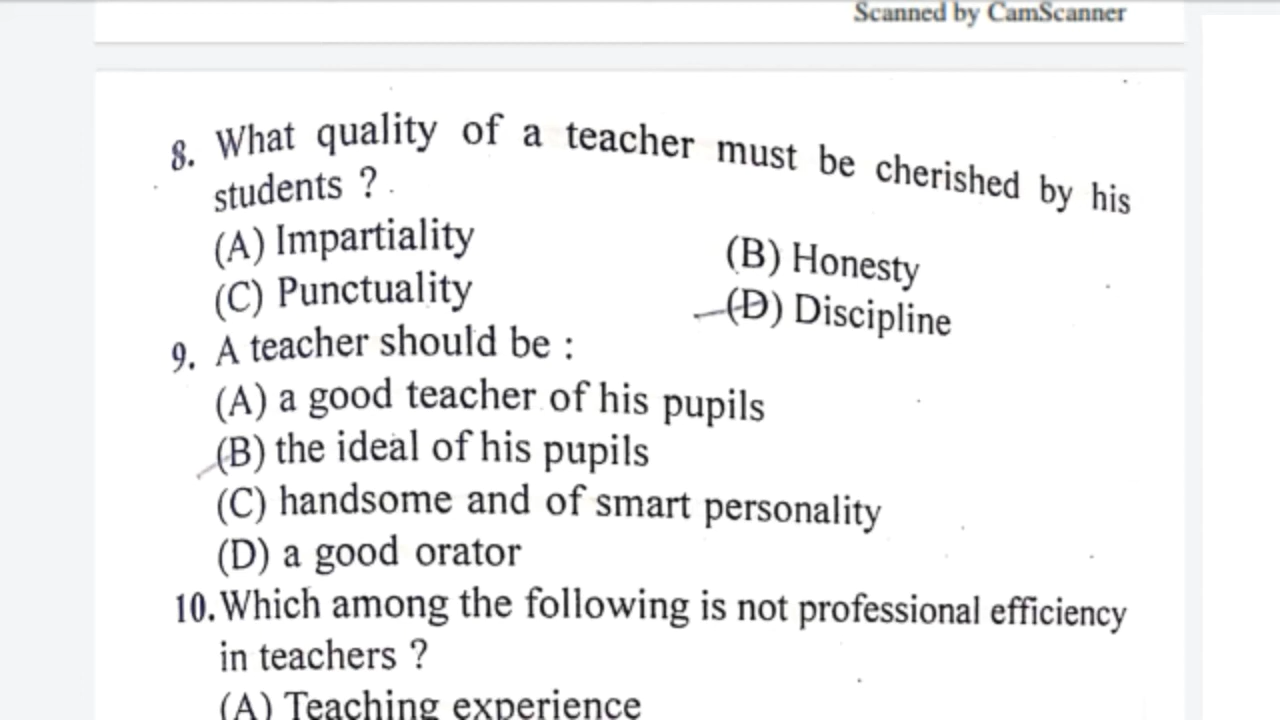 Scanned by CamScanner
8. What quality of a teacher must be cherished by his
students ?
(A) Impartiality (B) Honesty
(C) Punctuality (D) Discipline
9. A teacher should be :
(A) a good teacher of his pupils
(B) the ideal of his pupils
(C) handsome and of smart personality
(D) a good orator
10. Which among the following is not professional efficiency
in teachers ?
(A) Teaching experience